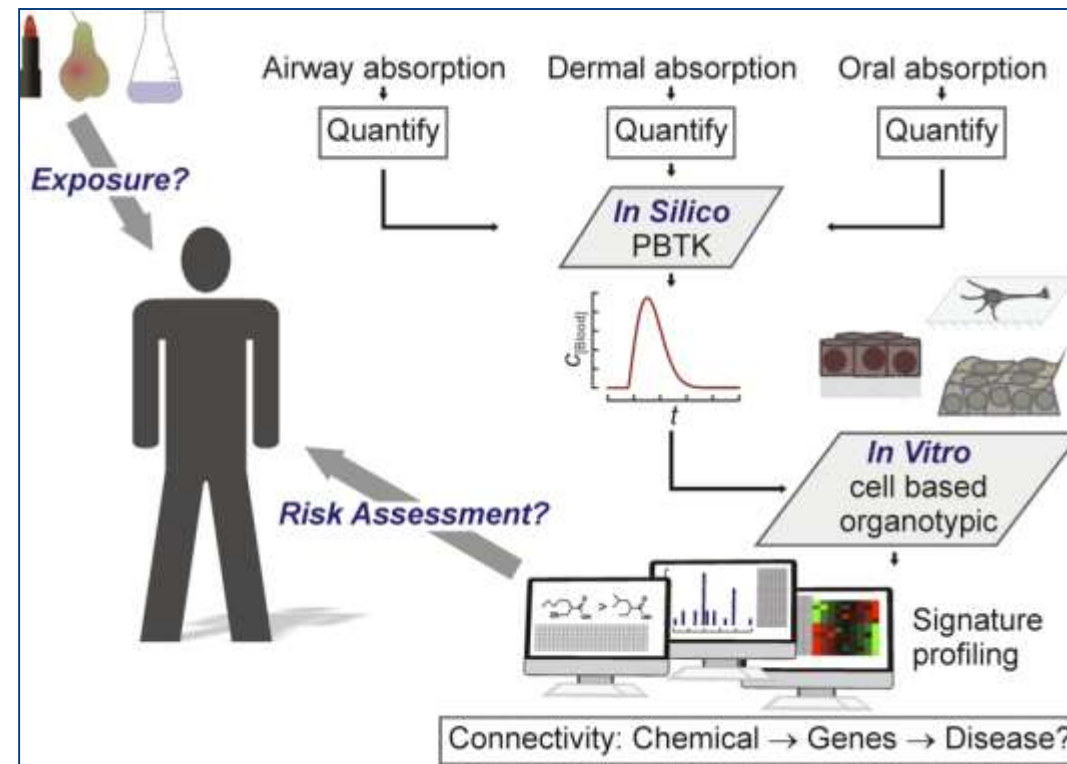 Airway absorption
Dermal absorption
Oral absorption
Quantify
Quantify
Quantify
Exposure?
In Silico
PBTK
C[Blood]
t
In Vitro
cell based
organotypic
Risk Assessment?
>
Signature
profiling
Connectivity: Chemical → Genes → Disease?